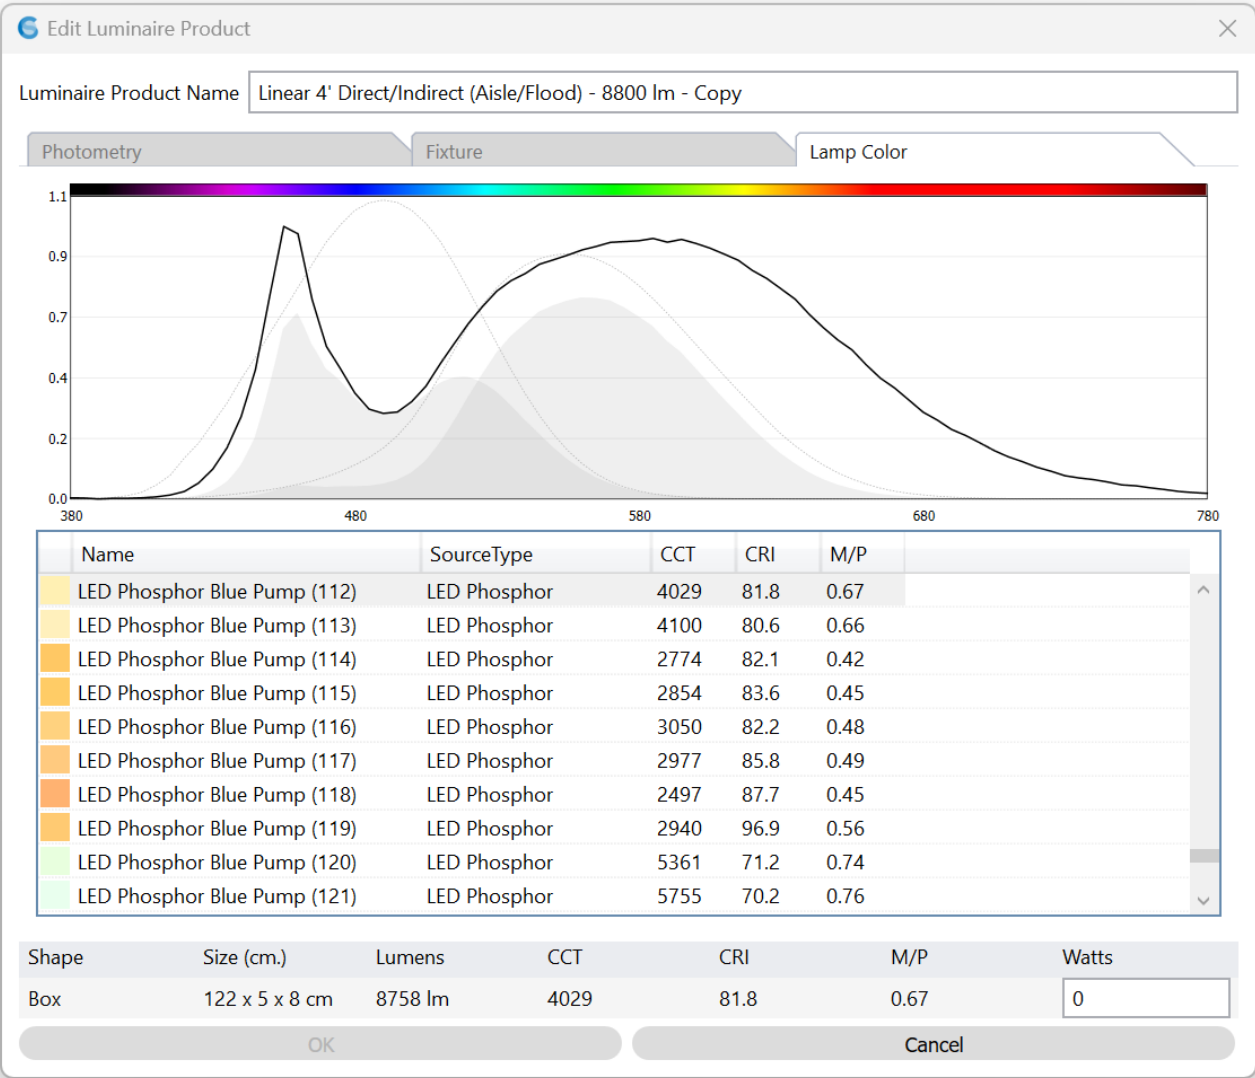 Edit Luminaire Product
Luminaire Product Name Linear 4' Direct/Indirect (Aisle/Flood) - 8800 lm - Copy
Photometry Fixture Lamp Color
1.1
0.9
0.7
0.4
0.2
0.0
380 480 580 680 780
Name SourceType CCT CRI M/P
LED Phosphor Blue Pump (112) LED Phosphor 4029 81.8 0.67
LED Phosphor Blue Pump (113) LED Phosphor 4100 80.6 0.66
LED Phosphor Blue Pump (114) LED Phosphor 2774 82.1 0.42
LED Phosphor Blue Pump (115) LED Phosphor 2854 83.6 0.45
LED Phosphor Blue Pump (116) LED Phosphor 3050 82.2 0.48
LED Phosphor Blue Pump (117) LED Phosphor 2977 85.8 0.49
LED Phosphor Blue Pump (118) LED Phosphor 2497 87.7 0.45
LED Phosphor Blue Pump (119) LED Phosphor 2940 96.9 0.56
LED Phosphor Blue Pump (120) LED Phosphor 5361 71.2 0.74
LED Phosphor Blue Pump (121) LED Phosphor 5755 70.2 0.76
Shape Size (cm.) Lumens CCT CRI M/P Watts
Box 122 x 5 x 8 cm 8758 lm 4029 81.8 0.67 0
OK Cancel